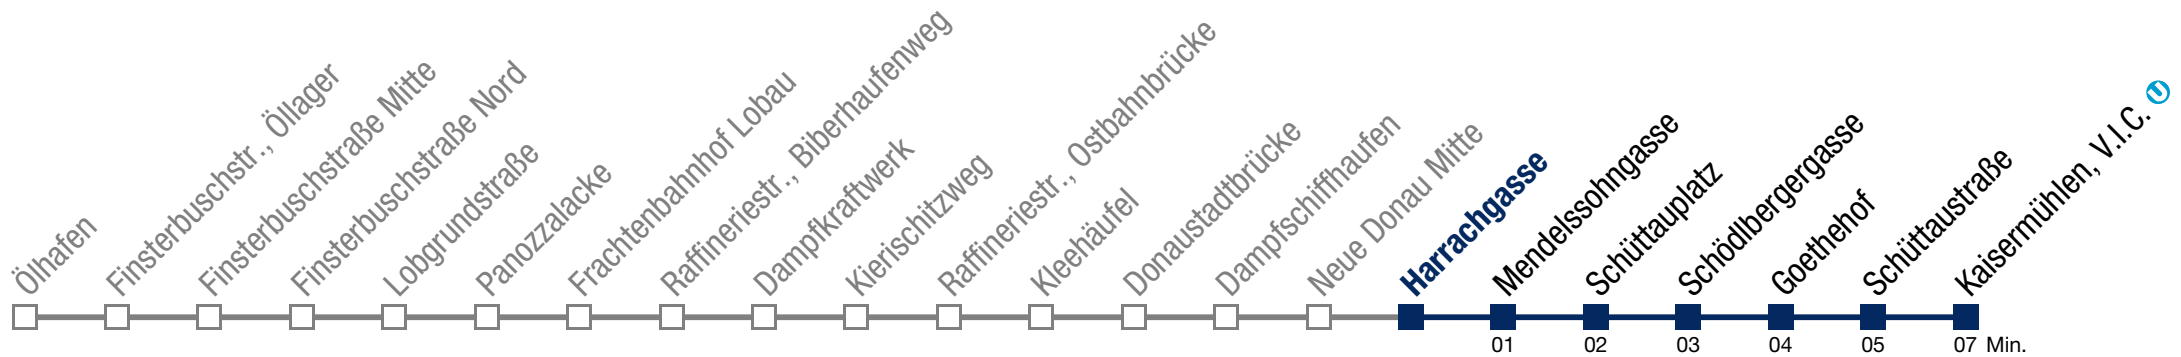 Ölhafen
Finsterbuschstr., Öllager
Finsterbuschstraße Mitte
Finsterbuschstraße Nord
Lobgrundstraße
Panozzalacke
Frachtenbahnhof Lobau
Raffineriestr., Biberhaufenweg
Dampfkraftwerk
Kierischitzweg
Raffineriestr., Ostbahnbrücke
Kleehäufel
Donaustadtbrücke
Dampfschiffhaufen
Neue Donau Mitte
Harrachgasse
Mendelssohngasse
Schüttauplatz
Schödlbergergasse
Goethehof
Schüttaustraße
Kaisermühlen, V.I.C. U
01 02 03 04 05 07 Min.